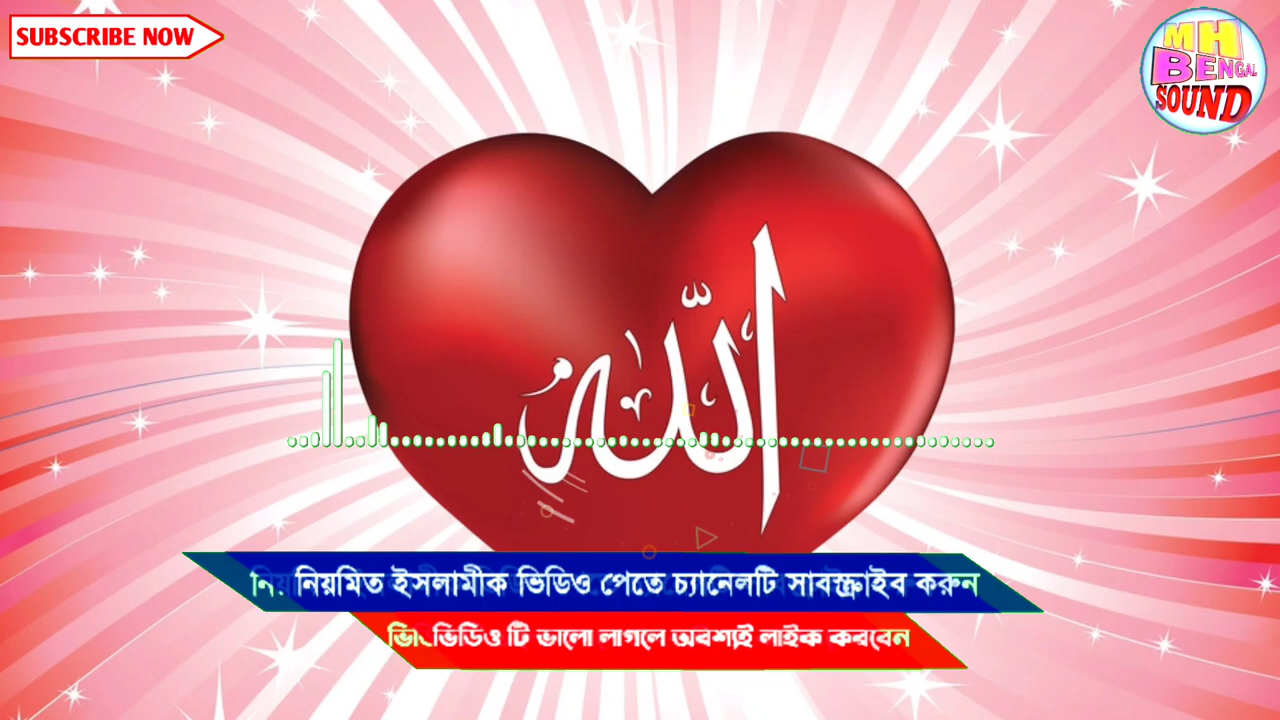 SUBSCRIBE NOW
MH
BENGAL
SOUND
الله
নিয়মিত ইসলামীক ভিডিও পেতে চ্যানেলটি সাবস্ক্রাইব করুন
ভিডিও টি ভালো লাগলে অবশ্যই লাইক করবেন